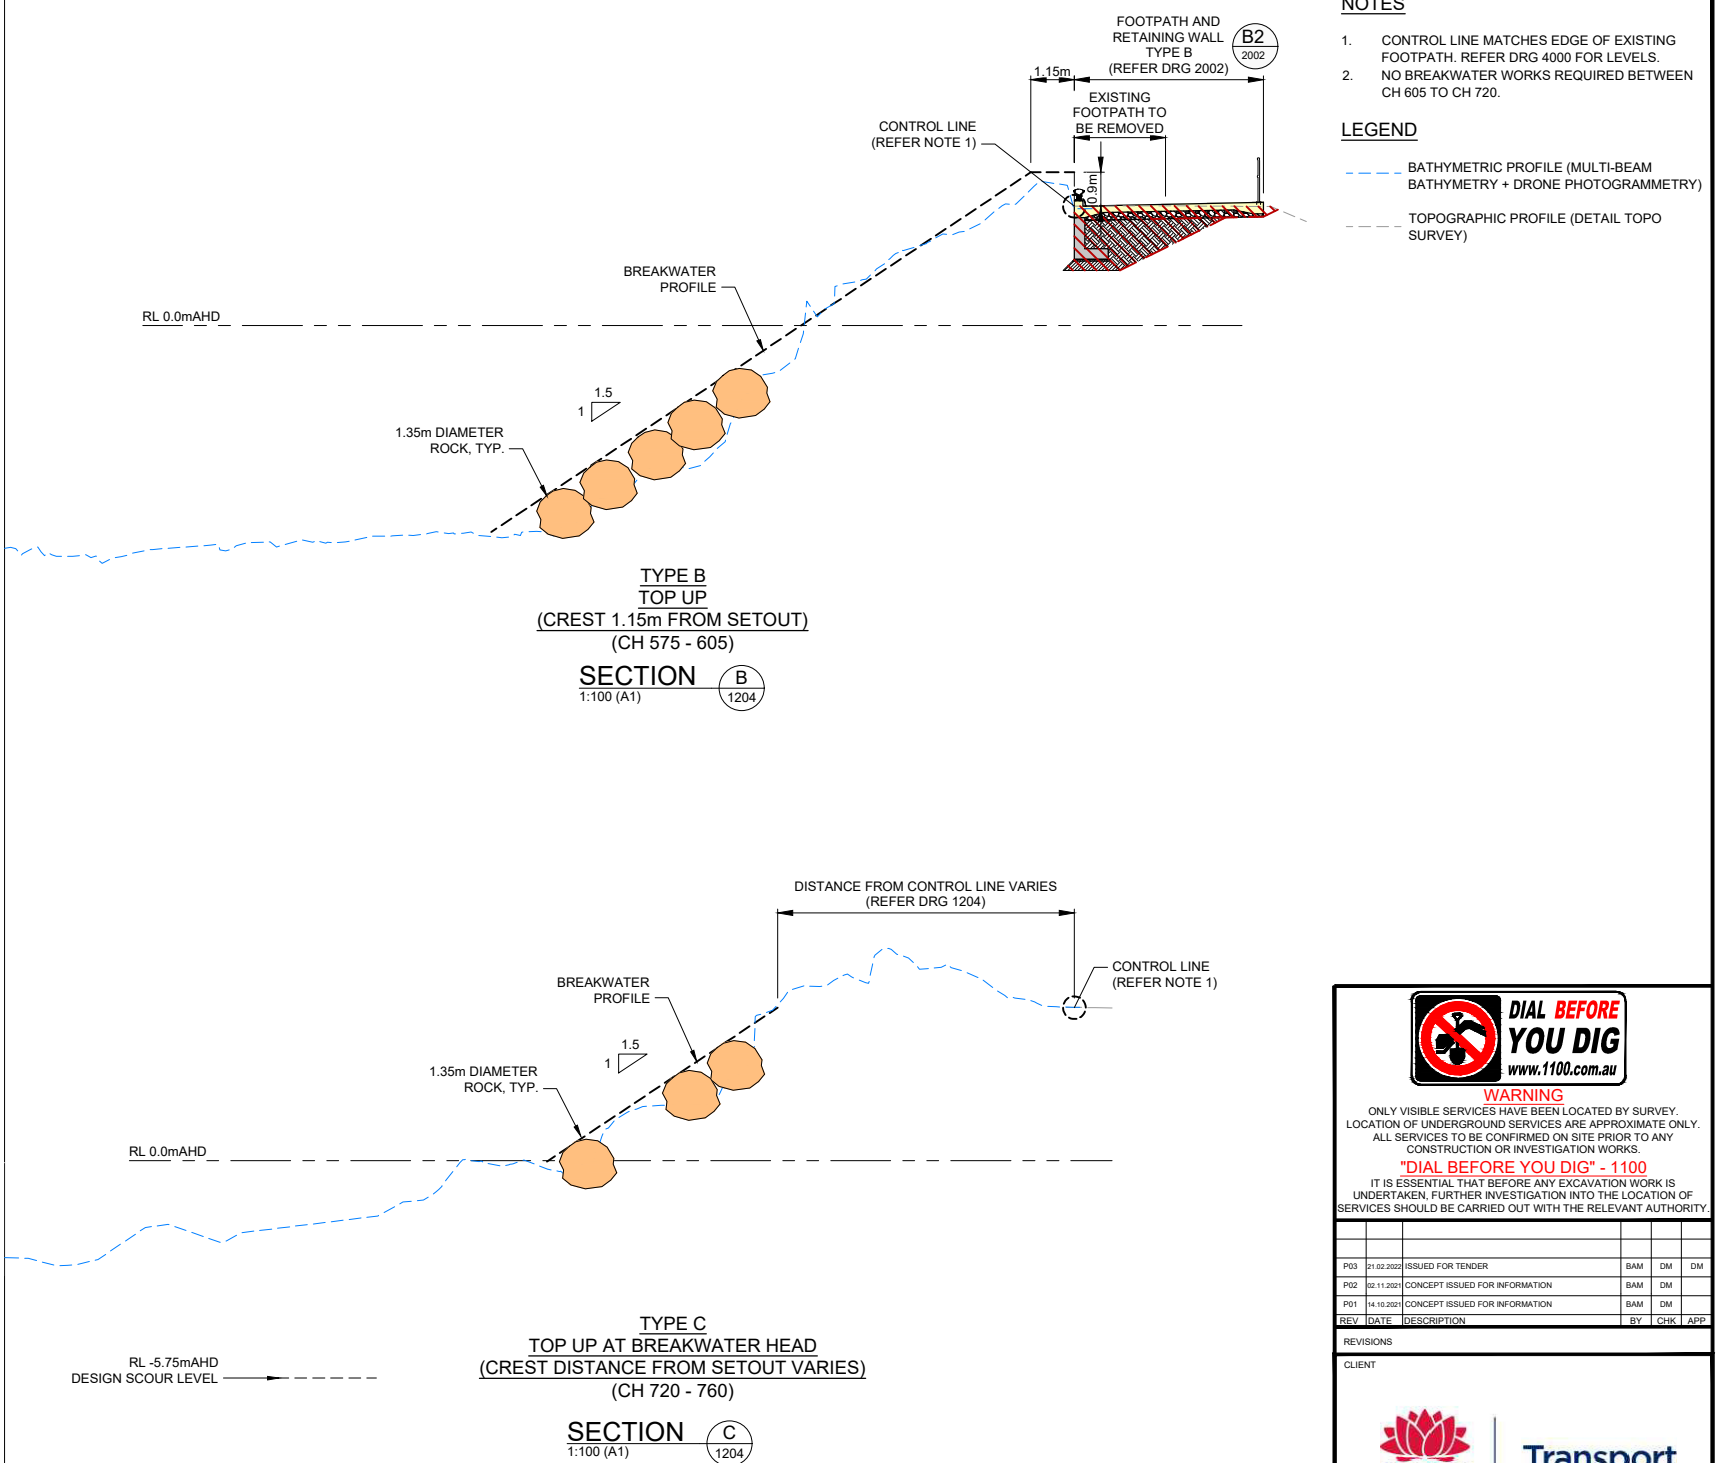 FOOTPATH AND
RETAINING WALL
TYPE B
(REFER DRG 2002)
B2
2002
1.15m
EXISTING
FOOTPATH TO
BE REMOVED
0.9m
CONTROL LINE
(REFER NOTE 1)
BREAKWATER
PROFILE
RL 0.0mAHD
1.5
1
1.35m DIAMETER
ROCK, TYP.
TYPE B
TOP UP
(CREST 1.15m FROM SETOUT)
(CH 575 - 605)
SECTION
1:100 (A1)
B
1204
DISTANCE FROM CONTROL LINE VARIES
(REFER DRG 1204)
CONTROL LINE
(REFER NOTE 1)
BREAKWATER
PROFILE
1.5
1
1.35m DIAMETER
ROCK, TYP.
RL 0.0mAHD
RL -5.75mAHD
DESIGN SCOUR LEVEL
TYPE C
TOP UP AT BREAKWATER HEAD
(CREST DISTANCE FROM SETOUT VARIES)
(CH 720 - 760)
SECTION
1:100 (A1)
C
1204
NOTES
1. CONTROL LINE MATCHES EDGE OF EXISTING
FOOTPATH. REFER DRG 4000 FOR LEVELS.
2. NO BREAKWATER WORKS REQUIRED BETWEEN
CH 605 TO CH 720.
LEGEND
BATHYMETRIC PROFILE (MULTI-BEAM
BATHYMETRY + DRONE PHOTOGRAMMETRY)
TOPOGRAPHIC PROFILE (DETAIL TOPO
SURVEY)
DIAL BEFORE
YOU DIG
www.1100.com.au
WARNING
ONLY VISIBLE SERVICES HAVE BEEN LOCATED BY SURVEY.
LOCATION OF UNDERGROUND SERVICES ARE APPROXIMATE ONLY.
ALL SERVICES TO BE CONFIRMED ON SITE PRIOR TO ANY
CONSTRUCTION OR INVESTIGATION WORKS.
"DIAL BEFORE YOU DIG" - 1100
IT IS ESSENTIAL THAT BEFORE ANY EXCAVATION WORK IS
UNDERTAKEN, FURTHER INVESTIGATION INTO THE LOCATION OF
SERVICES SHOULD BE CARRIED OUT WITH THE RELEVANT AUTHORITY.
P03 21.02.2022 ISSUED FOR TENDER BAM DM DM
P02 02.11.2021 CONCEPT ISSUED FOR INFORMATION BAM DM
P01 14.10.2021 CONCEPT ISSUED FOR INFORMATION BAM DM
REV DATE DESCRIPTION BY CHK APP
REVISIONS
CLIENT
Transport